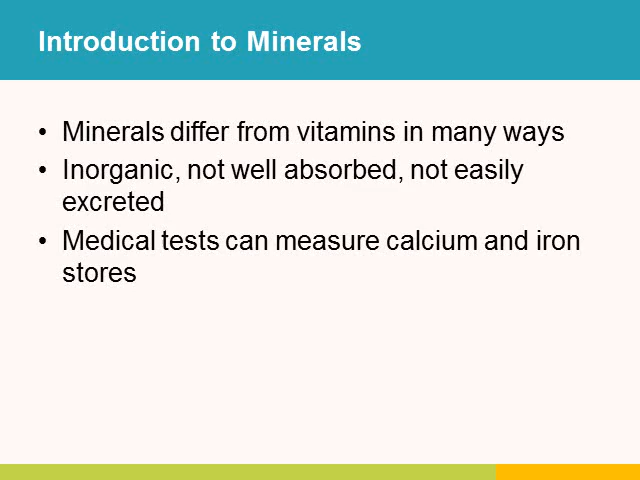 Introduction to Minerals
• Minerals differ from vitamins in many ways
• Inorganic, not well absorbed, not easily
excreted
• Medical tests can measure calcium and iron
stores